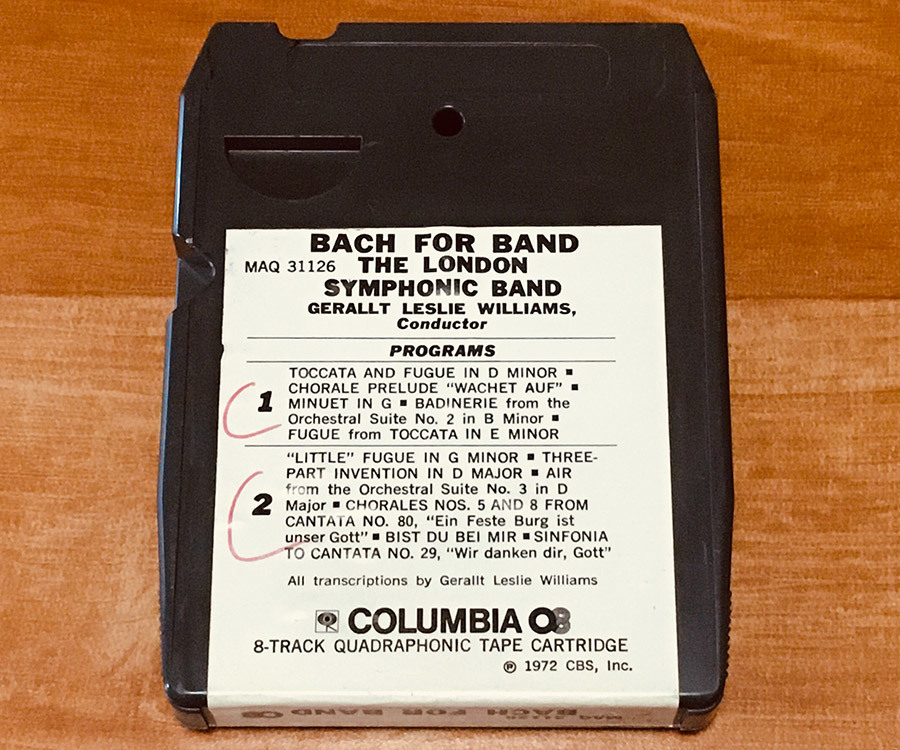 BACH FOR BAND
MAQ 31126 THE LONDON
SYMPHONIC BAND
GERALLT LESLIE WILLIAMS,
Conductor
PROGRAMS
1
TOCCATA AND FUGUE IN D MINOR ▪
CHORALE PRELUDE “WACHET AUF” ▪
MINUET IN G ▪ BADINERIE from the
Orchestral Suite No. 2 in B Minor ▪
FUGUE from TOCCATA IN E MINOR
2
“LITTLE” FUGUE IN G MINOR ▪ THREE-
PART INVENTION IN D MAJOR ▪ AIR
from the Orchestral Suite No. 3 in D
Major ▪ CHORALES NOS. 5 AND 8 FROM
CANTATA NO. 80, “Ein Feste Burg ist
unser Gott” ▪ BIST DU BEI MIR ▪ SINFONIA
TO CANTATA NO. 29, “Wir danken dir, Gott”
All transcriptions by Gerallt Leslie Williams
COLUMBIA Q8
8-TRACK QUADRAPHONIC TAPE CARTRIDGE
℗ 1972 CBS, Inc.
MAQ 31126 BACH FOR BAND Q8